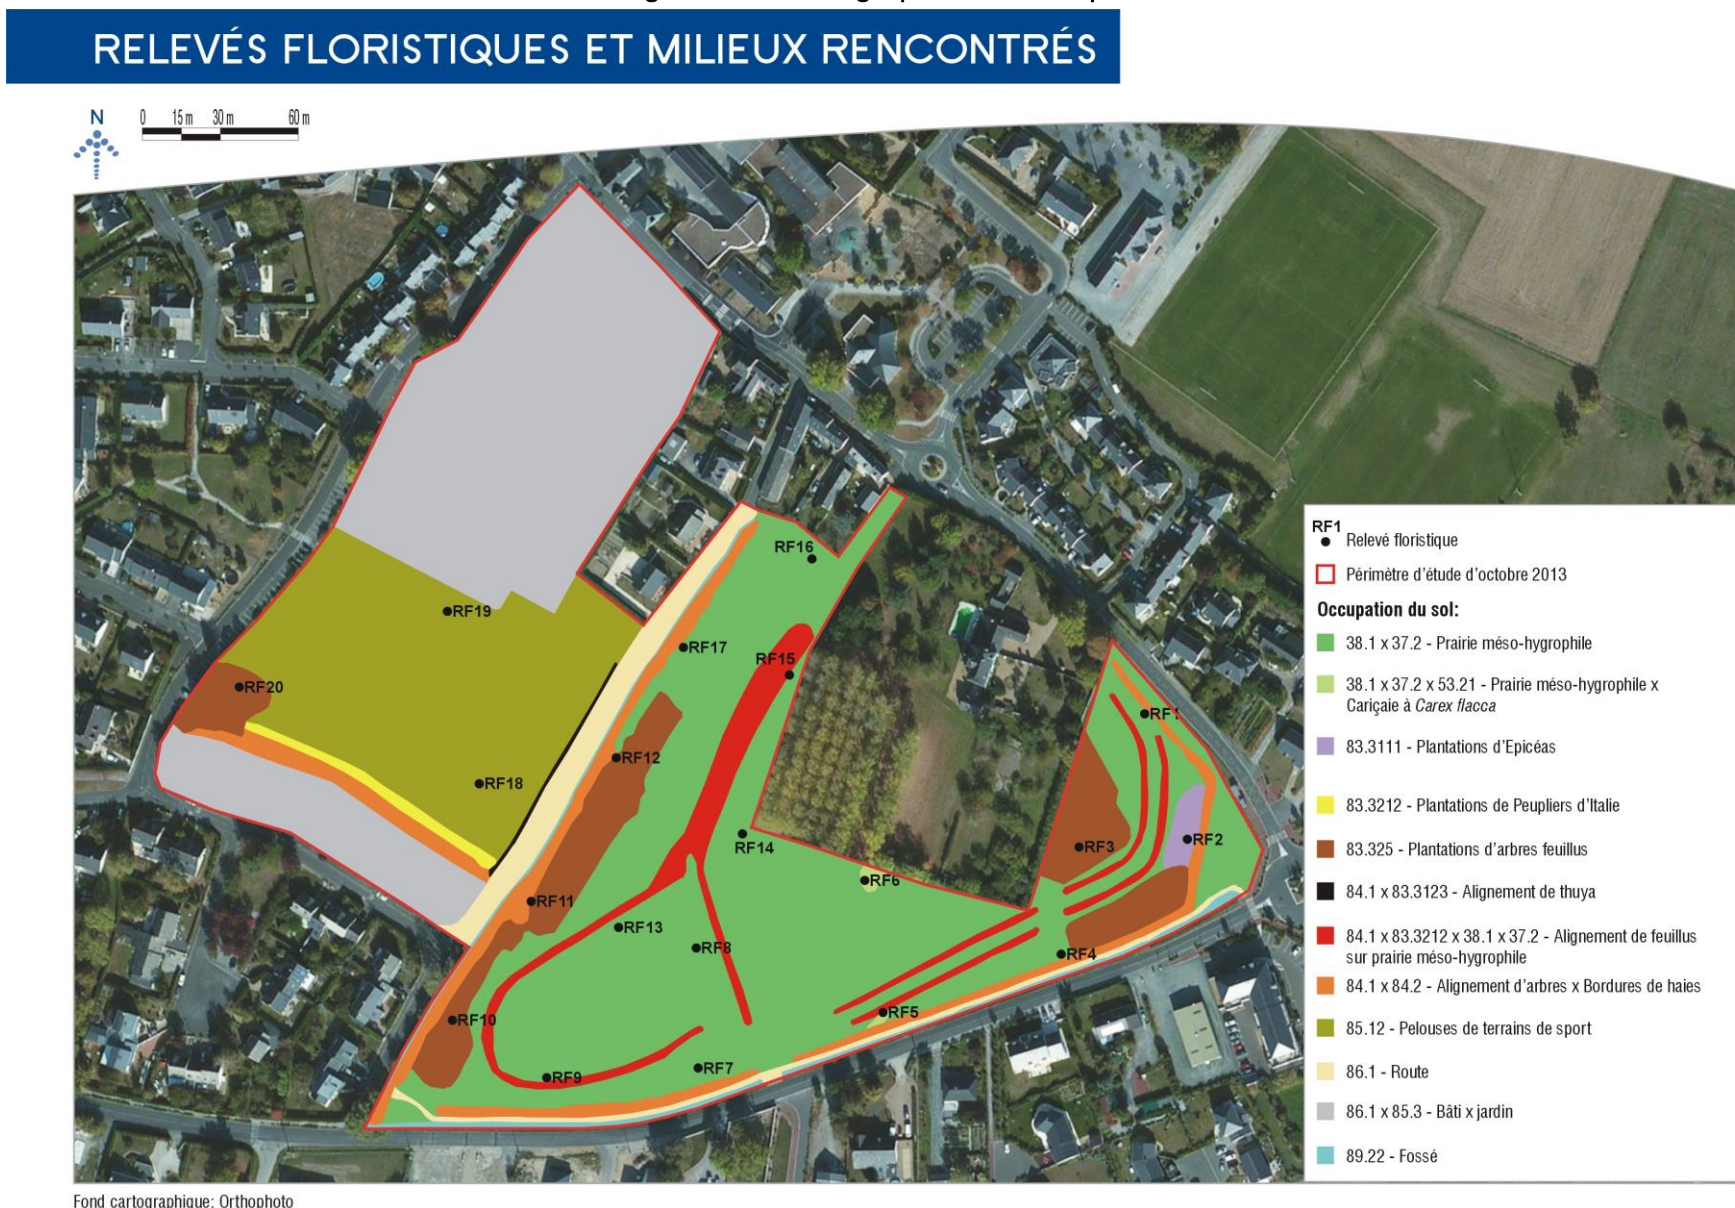 RELEVÉS FLORISTIQUES ET MILIEUX RENCONTRÉS
N
0 15 m 30 m 60 m
RF16
RF19
RF17
RF15
RF20
RF1
RF12
RF18
RF14
RF3
RF2
RF6
RF11
RF13
RF8
RF4
RF5
RF10
RF7
RF9
RF1
Relevé floristique
Périmètre d'étude d'octobre 2013
Occupation du sol:
38.1 x 37.2 - Prairie méso-hygrophile
38.1 x 37.2 x 53.21 - Prairie méso-hygrophile x
Cariçaie à Carex flacca
83.3111 - Plantations d'Epicéas
83.3212 - Plantations de Peupliers d'Italie
83.325 - Plantations d'arbres feuillus
84.1 x 83.3123 - Alignement de thuya
84.1 x 83.3212 x 38.1 x 37.2 - Alignement de feuillus
sur prairie méso-hygrophile
84.1 x 84.2 - Alignement d'arbres x Bordures de haies
85.12 - Pelouses de terrains de sport
86.1 - Route
86.1 x 85.3 - Bâti x jardin
89.22 - Fossé
Fond cartographique: Orthophoto